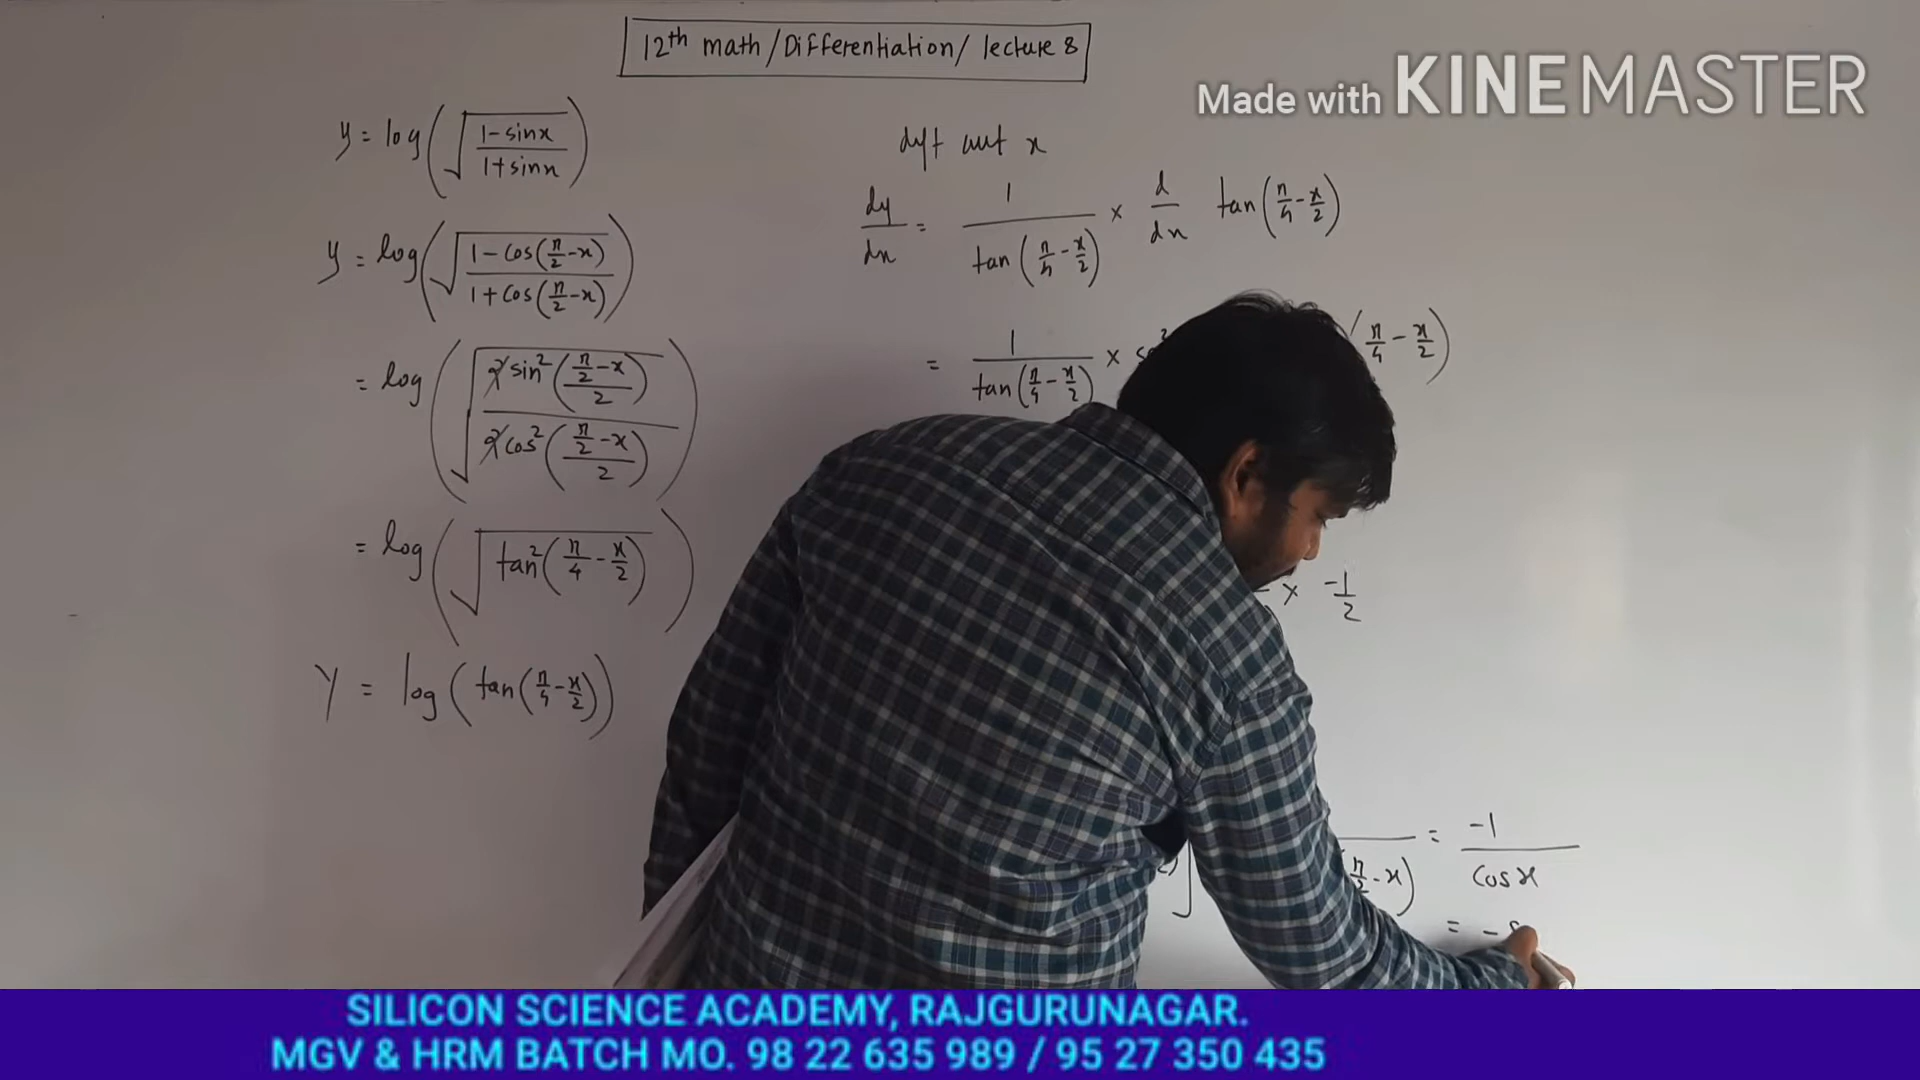 12th math/Differentiation/ lecture 8
Made with KINEMASTER
y = log(√((1-sinx)/(1+sinx)))
y = log(√((1-cos(π/2-x))/(1+cos(π/2-x))))
= log(√((2sin²((π/2-x)/2))/(2cos²((π/2-x)/2))))
= log(√(tan²(π/4-x/2)))
y = log(tan(π/4-x/2))
diff wrt x
dy/dx = 1/(tan(π/4-x/2)) × d/dx tan(π/4-x/2)
= 1/(tan(π/4-x/2)) × (π/4-x/2)
× -1/2
(π/2-x) = -1/cosx
= -
SILICON SCIENCE ACADEMY, RAJGURUNAGAR.
MGV & HRM BATCH MO. 98 22 635 989 / 95 27 350 435